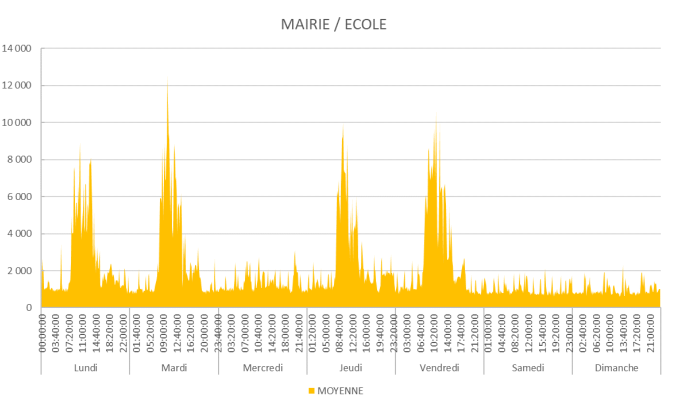 MAIRIE / ECOLE
14 000
12 000
10 000
8 000
6 000
4 000
2 000
0
00:00:00 03:40:00 07:20:00 11:00:00 14:40:00 18:20:00 22:00:00 01:40:00 05:20:00 09:00:00 12:40:00 16:20:00 20:00:00 23:40:00 03:20:00 07:00:00 10:40:00 14:20:00 18:00:00 21:40:00 01:20:00 05:00:00 08:40:00 12:20:00 16:00:00 19:40:00 23:20:00 03:00:00 06:40:00 10:20:00 14:00:00 17:40:00 21:20:00 01:00:00 04:40:00 08:20:00 12:00:00 15:40:00 19:20:00 23:00:00 02:40:00 06:20:00 10:00:00 13:40:00 17:20:00 21:00:00
Lundi Mardi Mercredi Jeudi Vendredi Samedi Dimanche
MOYENNE